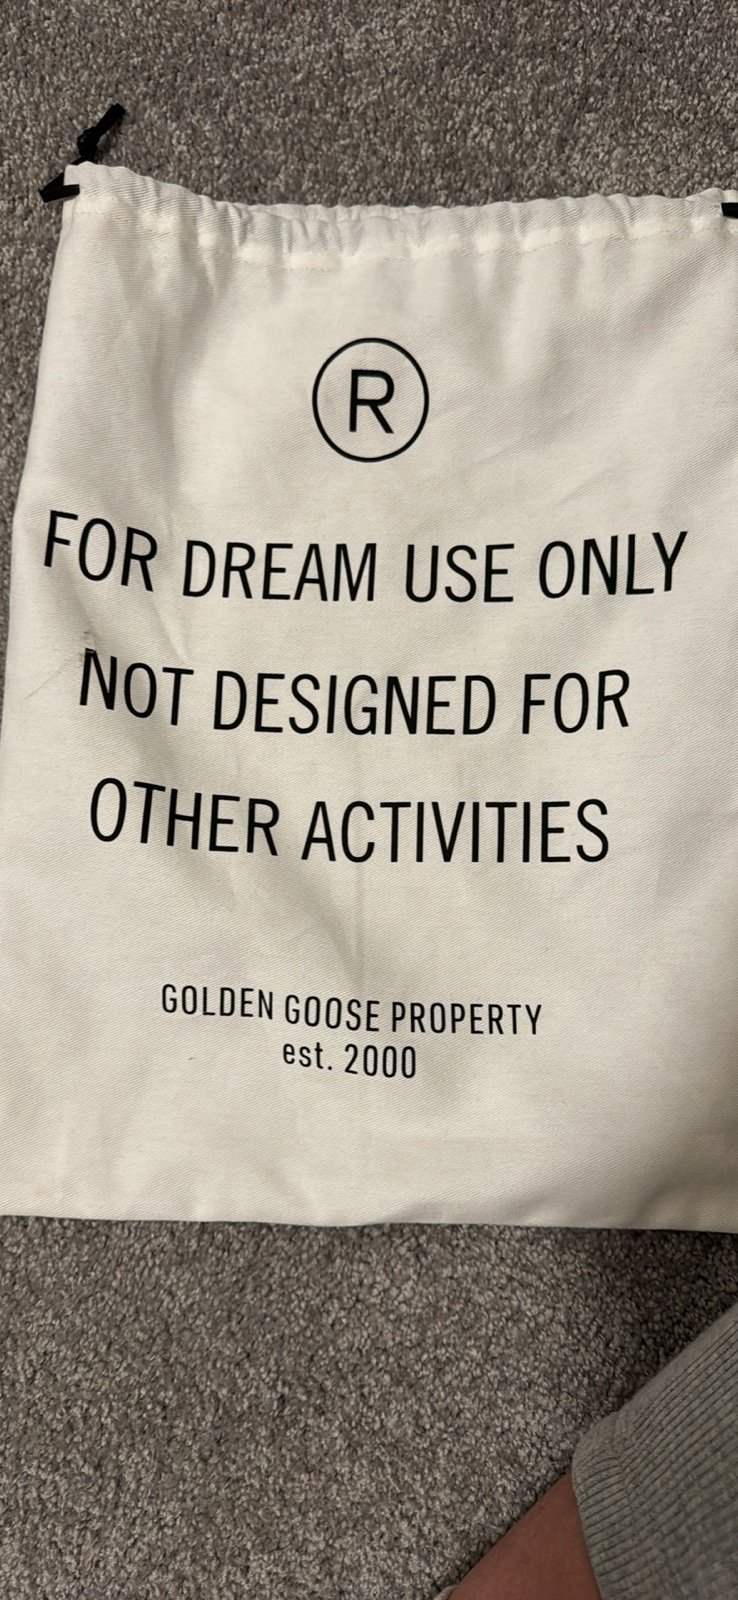 ®
FOR DREAM USE ONLY
NOT DESIGNED FOR
OTHER ACTIVITIES
GOLDEN GOOSE PROPERTY
est. 2000